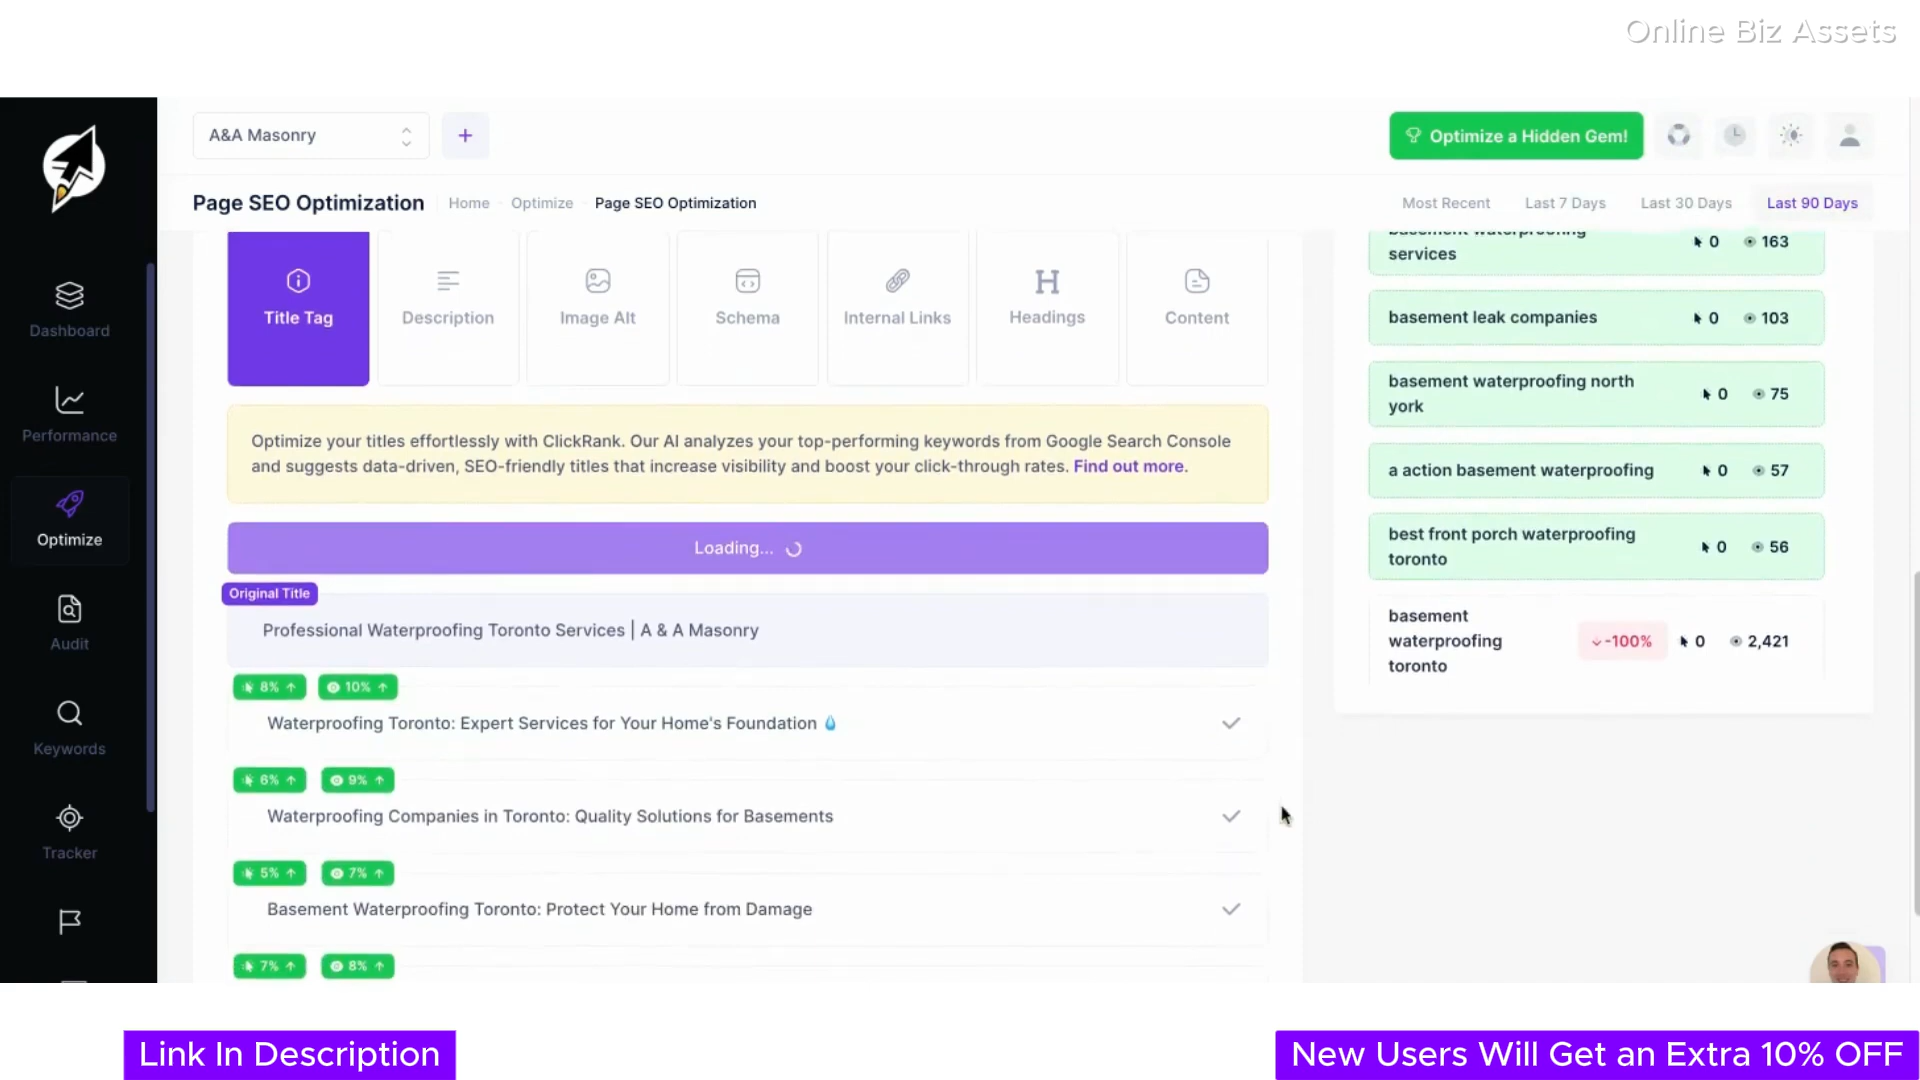 Online Biz Assets
A&A Masonry
+
Optimize a Hidden Gem!
Page SEO Optimization
Home
Optimize
Page SEO Optimization
Most Recent
Last 7 Days
Last 30 Days
Last 90 Days
Dashboard
Performance
Optimize
Audit
Keywords
Tracker
Title Tag
Description
Image Alt
Schema
Internal Links
Headings
Content
Optimize your titles effortlessly with ClickRank. Our AI analyzes your top-performing keywords from Google Search Console
and suggests data-driven, SEO-friendly titles that increase visibility and boost your click-through rates. Find out more.
Loading...
Original Title
Professional Waterproofing Toronto Services | A & A Masonry
8% ↑ 10% ↑
Waterproofing Toronto: Expert Services for Your Home's Foundation 💧
6% ↑ 9% ↑
Waterproofing Companies in Toronto: Quality Solutions for Basements
5% ↑ 7% ↑
Basement Waterproofing Toronto: Protect Your Home from Damage
7% ↑ 8% ↑
basement waterproofing
services
0 163
basement leak companies 0 103
basement waterproofing north
york
0 75
a action basement waterproofing 0 57
best front porch waterproofing
toronto
0 56
basement
waterproofing
toronto
↓-100% 0 2,421
Link In Description
New Users Will Get an Extra 10% OFF